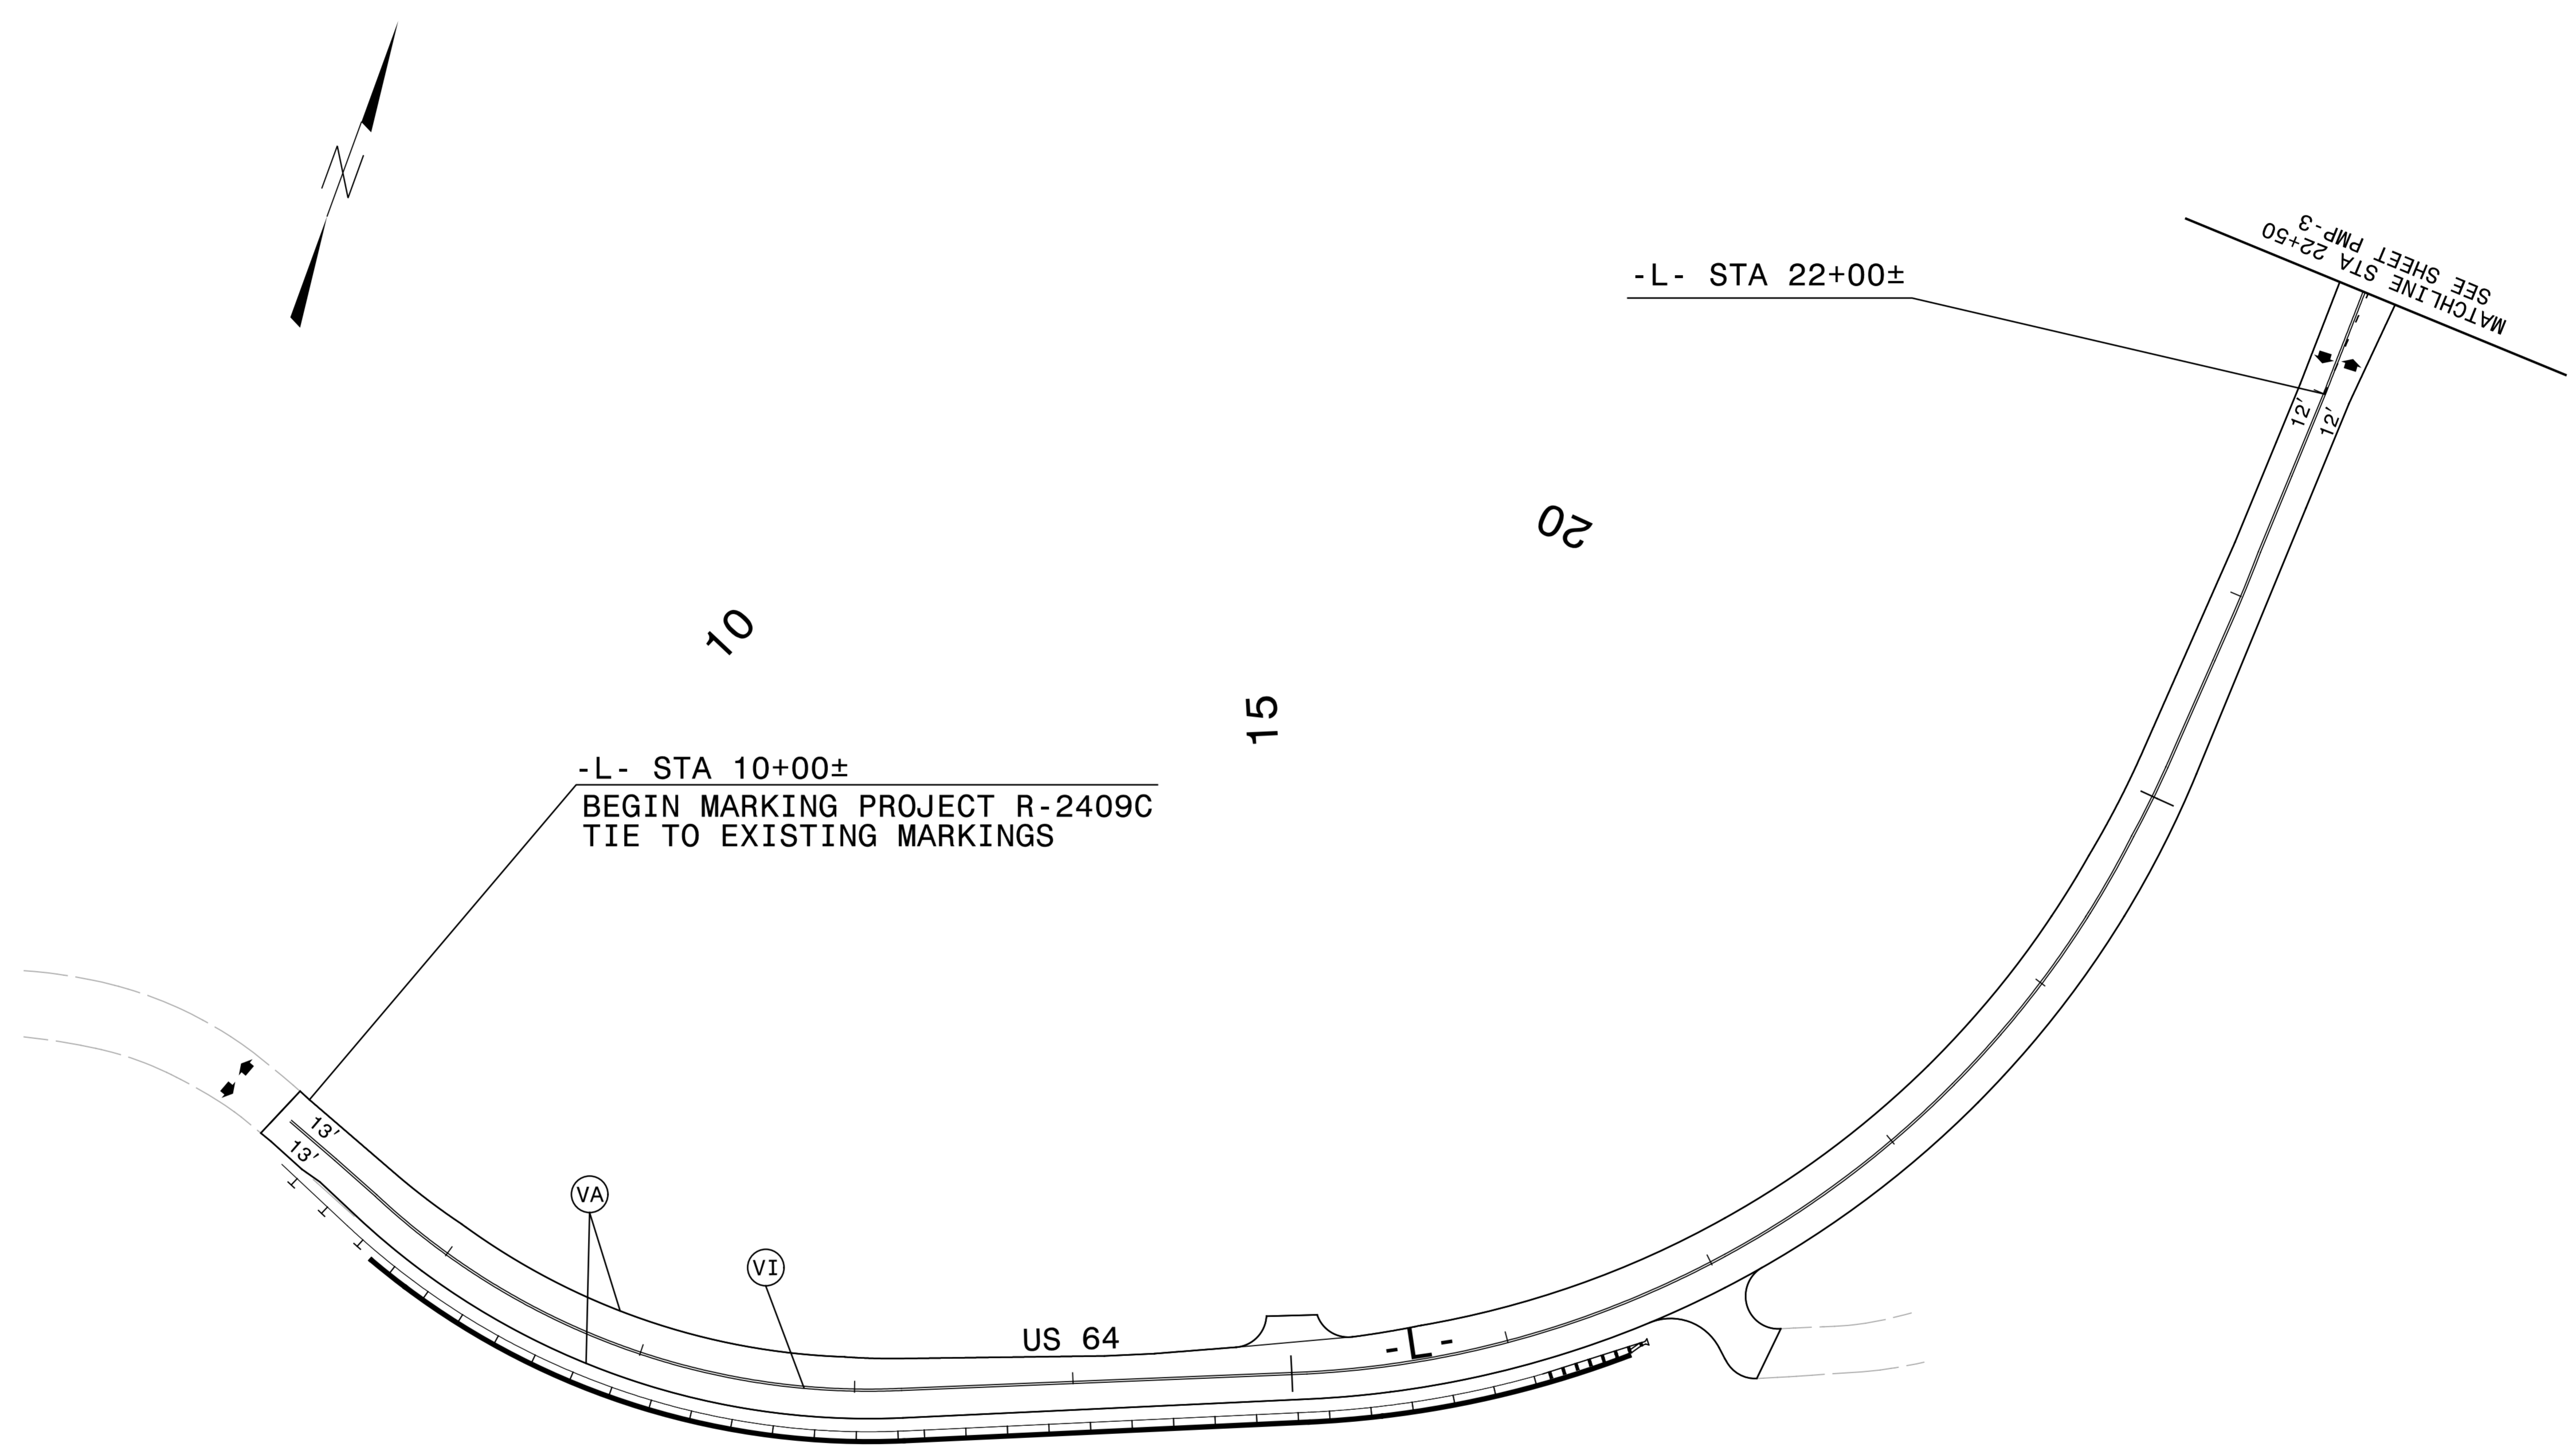 N
MATCHLINE STA 22+50
SEE SHEET PMP-3
-L- STA 22+00±
12'
12'
20
10
15
-L- STA 10+00±
BEGIN MARKING PROJECT R-2409C
TIE TO EXISTING MARKINGS
13'
13'
VA
VI
US 64
-L-